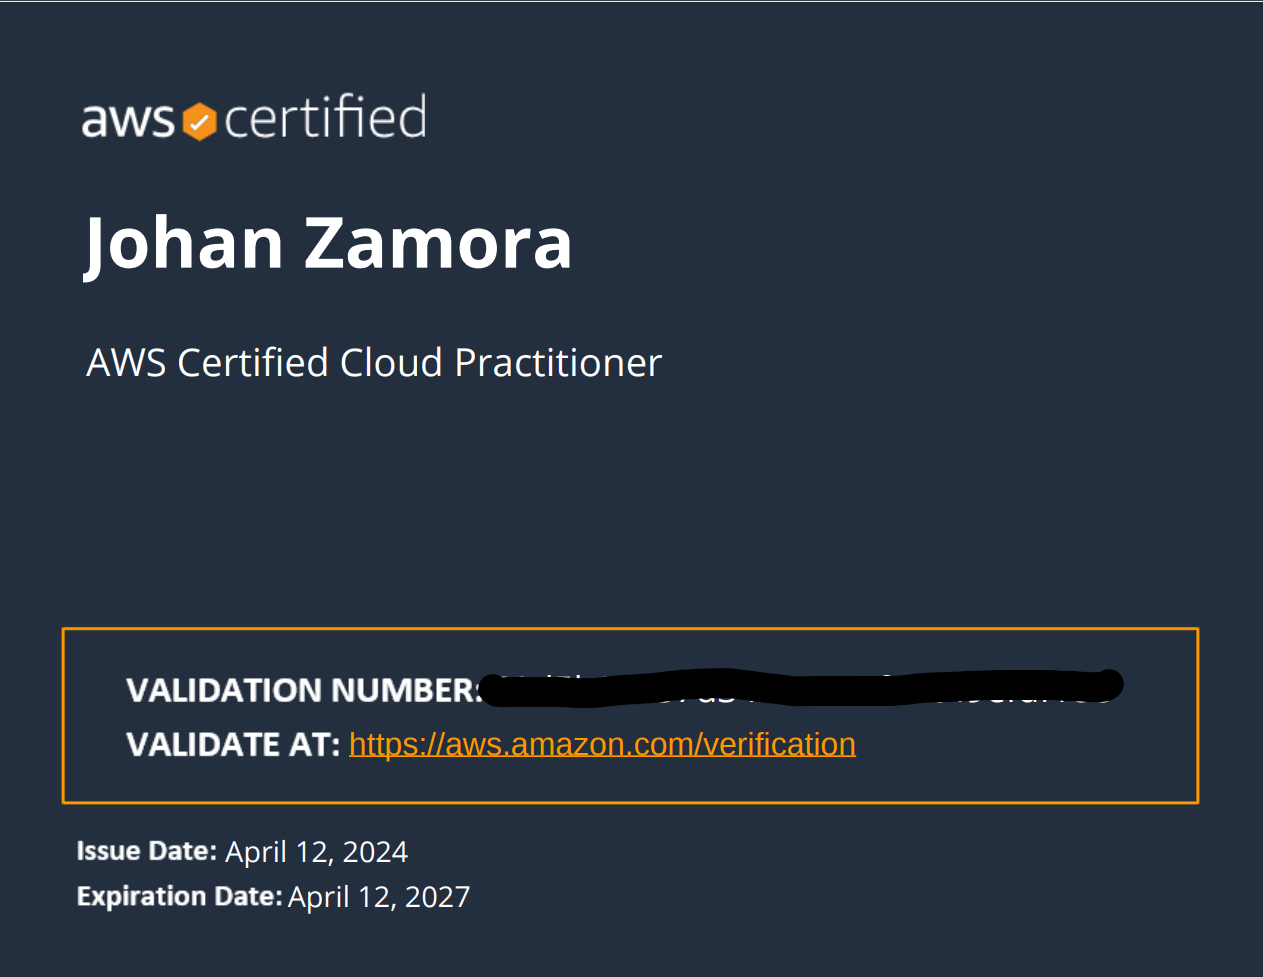 aws certified
Johan Zamora
AWS Certified Cloud Practitioner
VALIDATION NUMBER:
VALIDATE AT: https://aws.amazon.com/verification
Issue Date: April 12, 2024
Expiration Date: April 12, 2027